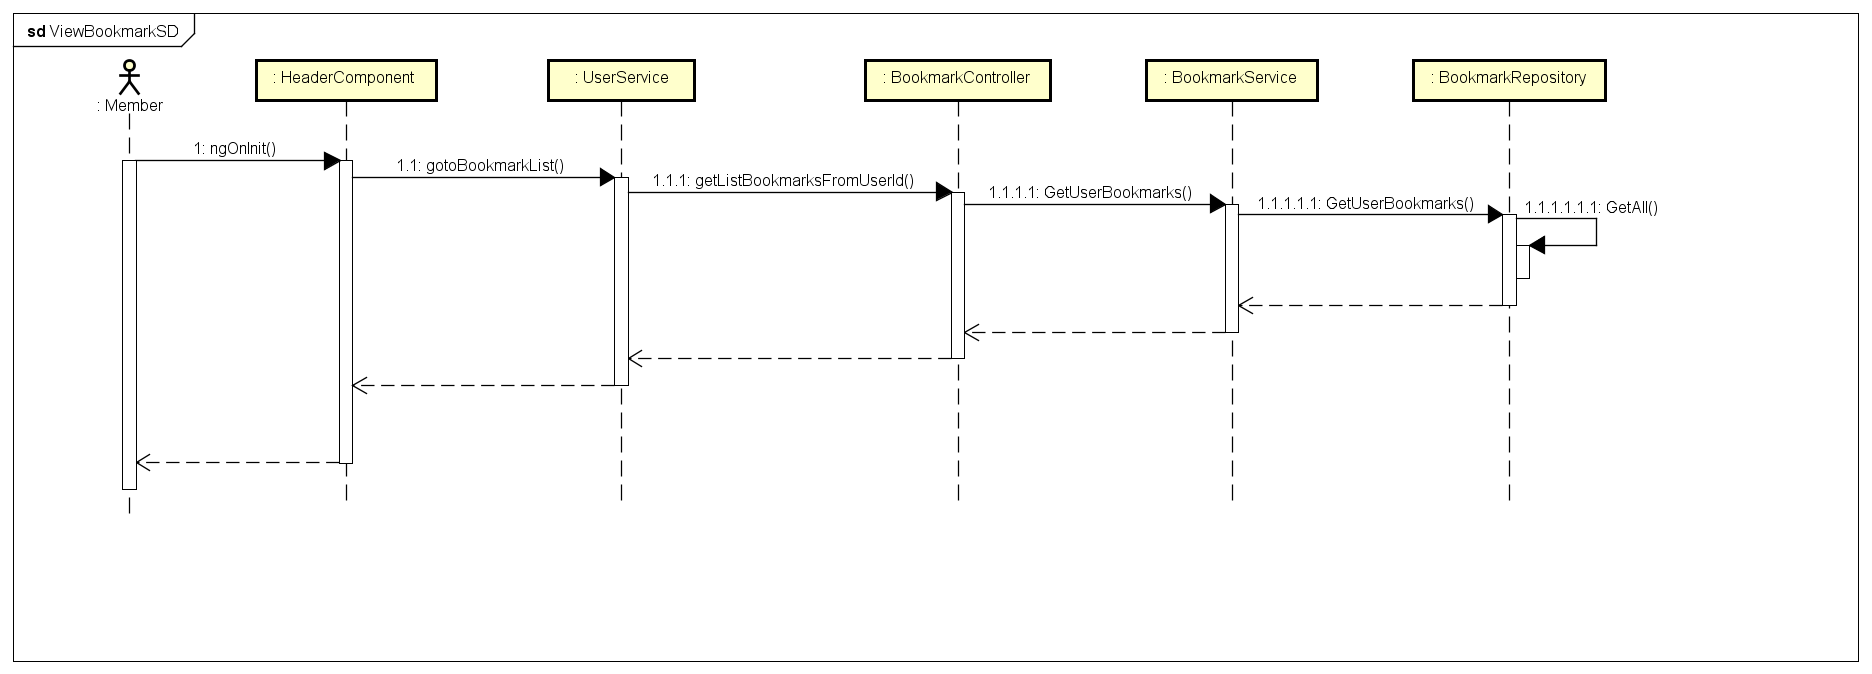 sd ViewBookmarkSD
: Member
: HeaderComponent
: UserService
: BookmarkController
: BookmarkService
: BookmarkRepository
1: ngOnInit()
1.1: gotoBookmarkList()
1.1.1: getListBookmarksFromUserId()
1.1.1.1: GetUserBookmarks()
1.1.1.1.1: GetUserBookmarks()
1.1.1.1.1.1: GetAll()